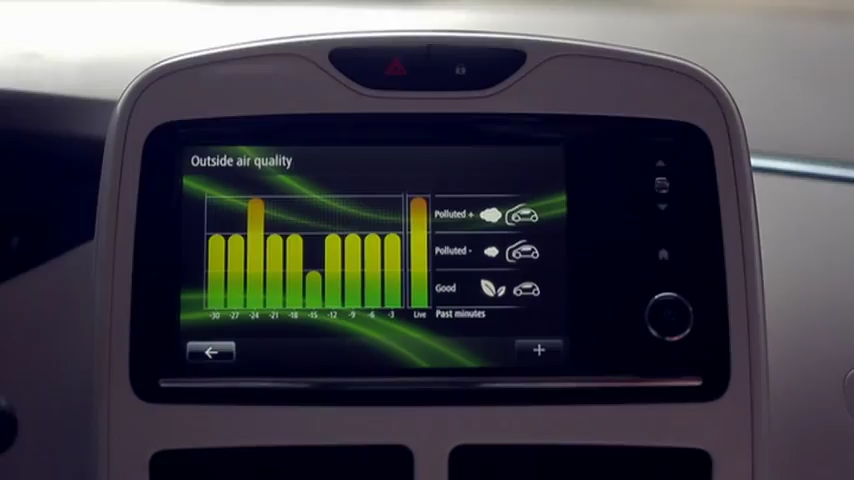 Outside air quality
Polluted +
Polluted -
Good
-30 -27 -24 -21 -18 -15 -12 -9 -6 -3 Live Past minutes